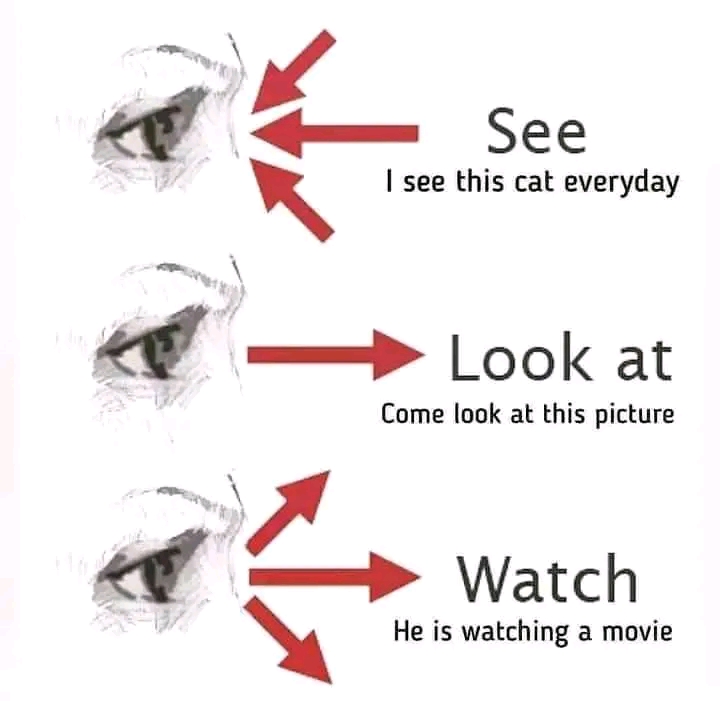 See
I see this cat everyday
Look at
Come look at this picture
Watch
He is watching a movie